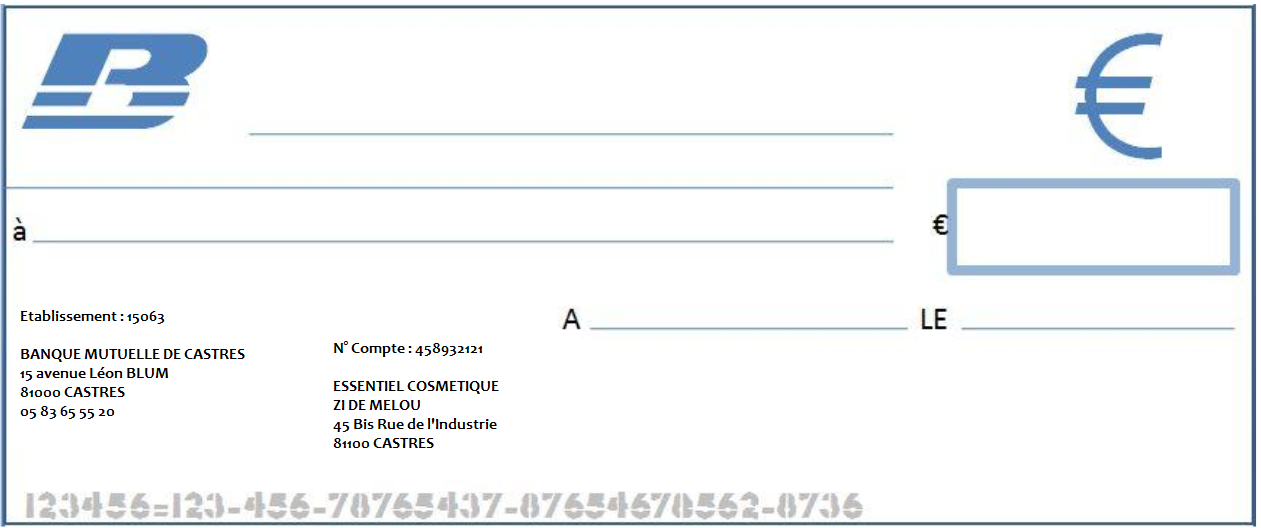 B
€
à
€
Etablissement : 15063
A LE
BANQUE MUTUELLE DE CASTRES
15 avenue Léon BLUM
81000 CASTRES
05 83 65 55 20
N° Compte : 458932121
ESSENTIEL COSMETIQUE
ZI DE MELOU
45 Bis Rue de l'Industrie
81100 CASTRES
123456=123-456-78765437-87654678562-8736